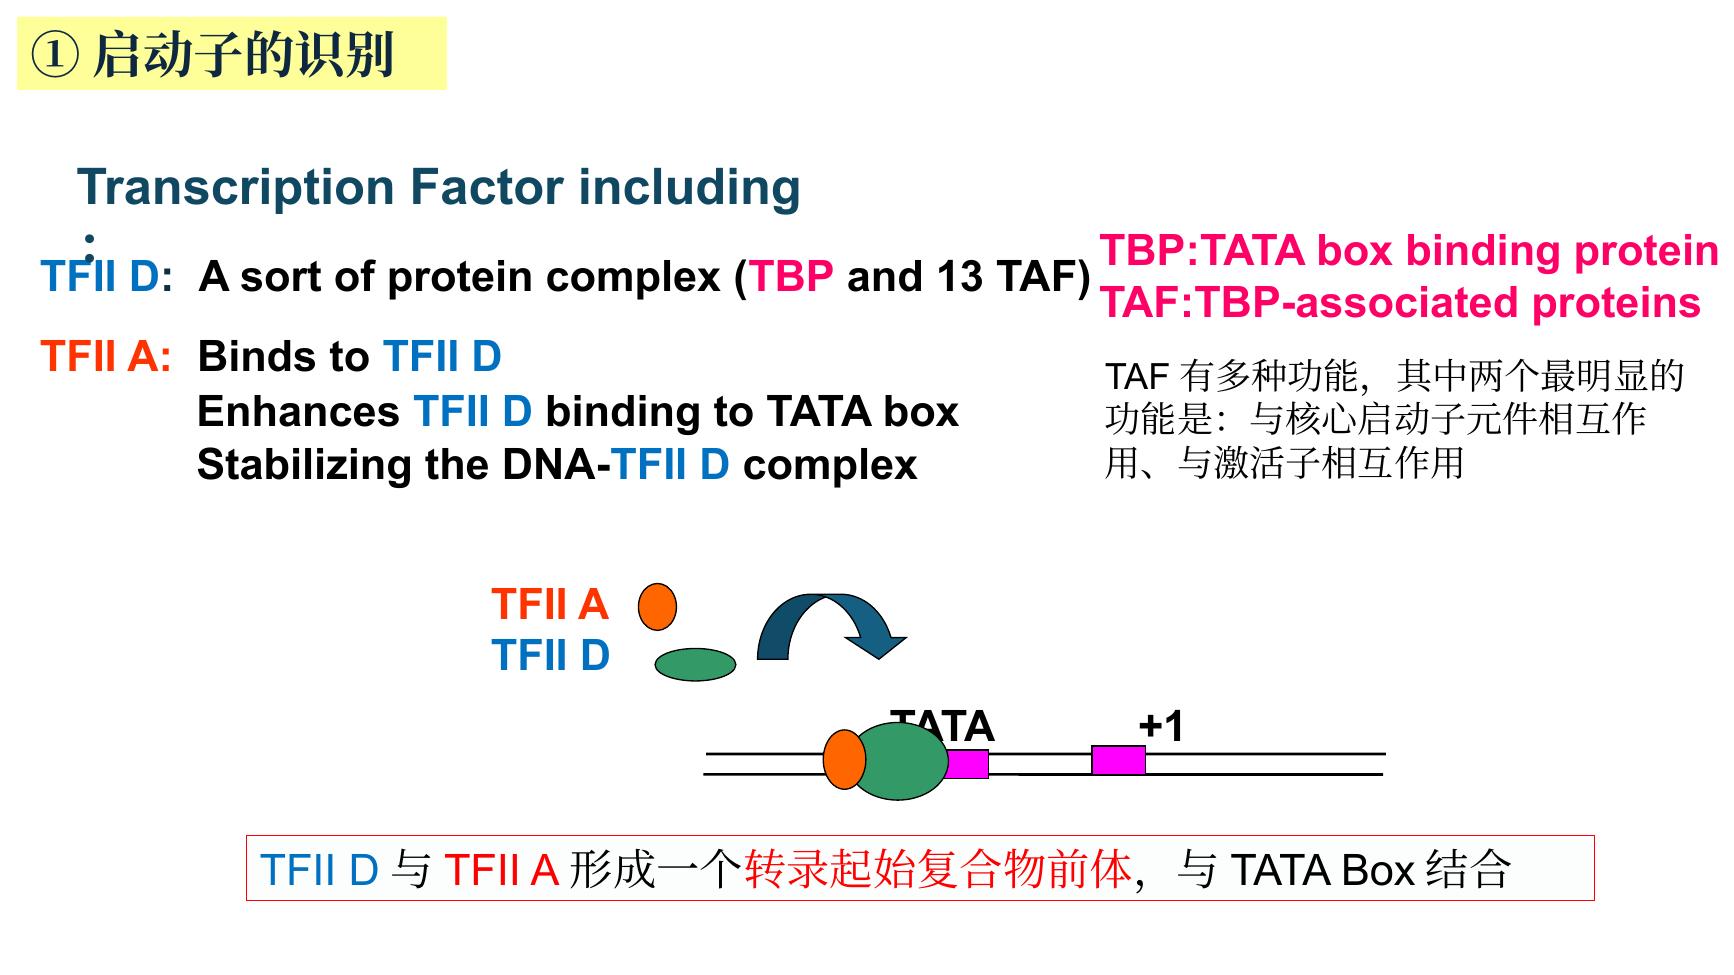 ① 启动子的识别
Transcription Factor including
:
TFII D: A sort of protein complex (TBP and 13 TAF)
TBP:TATA box binding protein
TAF:TBP-associated proteins
TFII A: Binds to TFII D
Enhances TFII D binding to TATA box
Stabilizing the DNA-TFII D complex
TAF 有多种功能，其中两个最明显的
功能是：与核心启动子元件相互作
用、与激活子相互作用
TFII A
TFII D
TATA
+1
TFII D 与 TFII A 形成一个转录起始复合物前体，与 TATA Box 结合